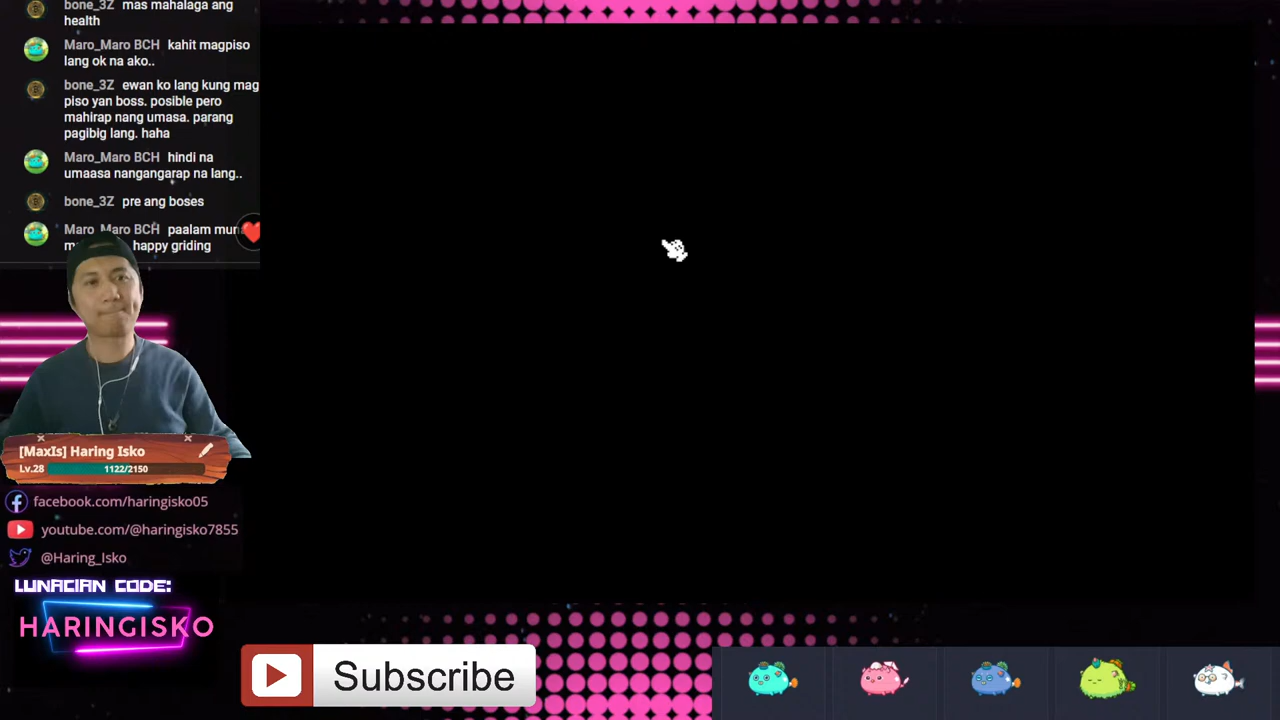 bone_3Z mas mahalaga ang
health
Maro_Maro BCH kahit magpiso
lang ok na ako..
bone_3Z ewan ko lang kung mag
piso yan boss. posible pero
mahirap nang umasa. parang
pagibig lang. haha
Maro_Maro BCH hindi na
umaasa nangangarap na lang..
bone_3Z pre ang boses
Maro_Maro BCH paalam
happy griding
[MaxIs] Haring Isko
Lv.28 1122/2150
facebook.com/haringisko05
youtube.com/@haringisko7855
@Haring_Isko
LUNACIAN CODE:
HARINGISKO
Subscribe